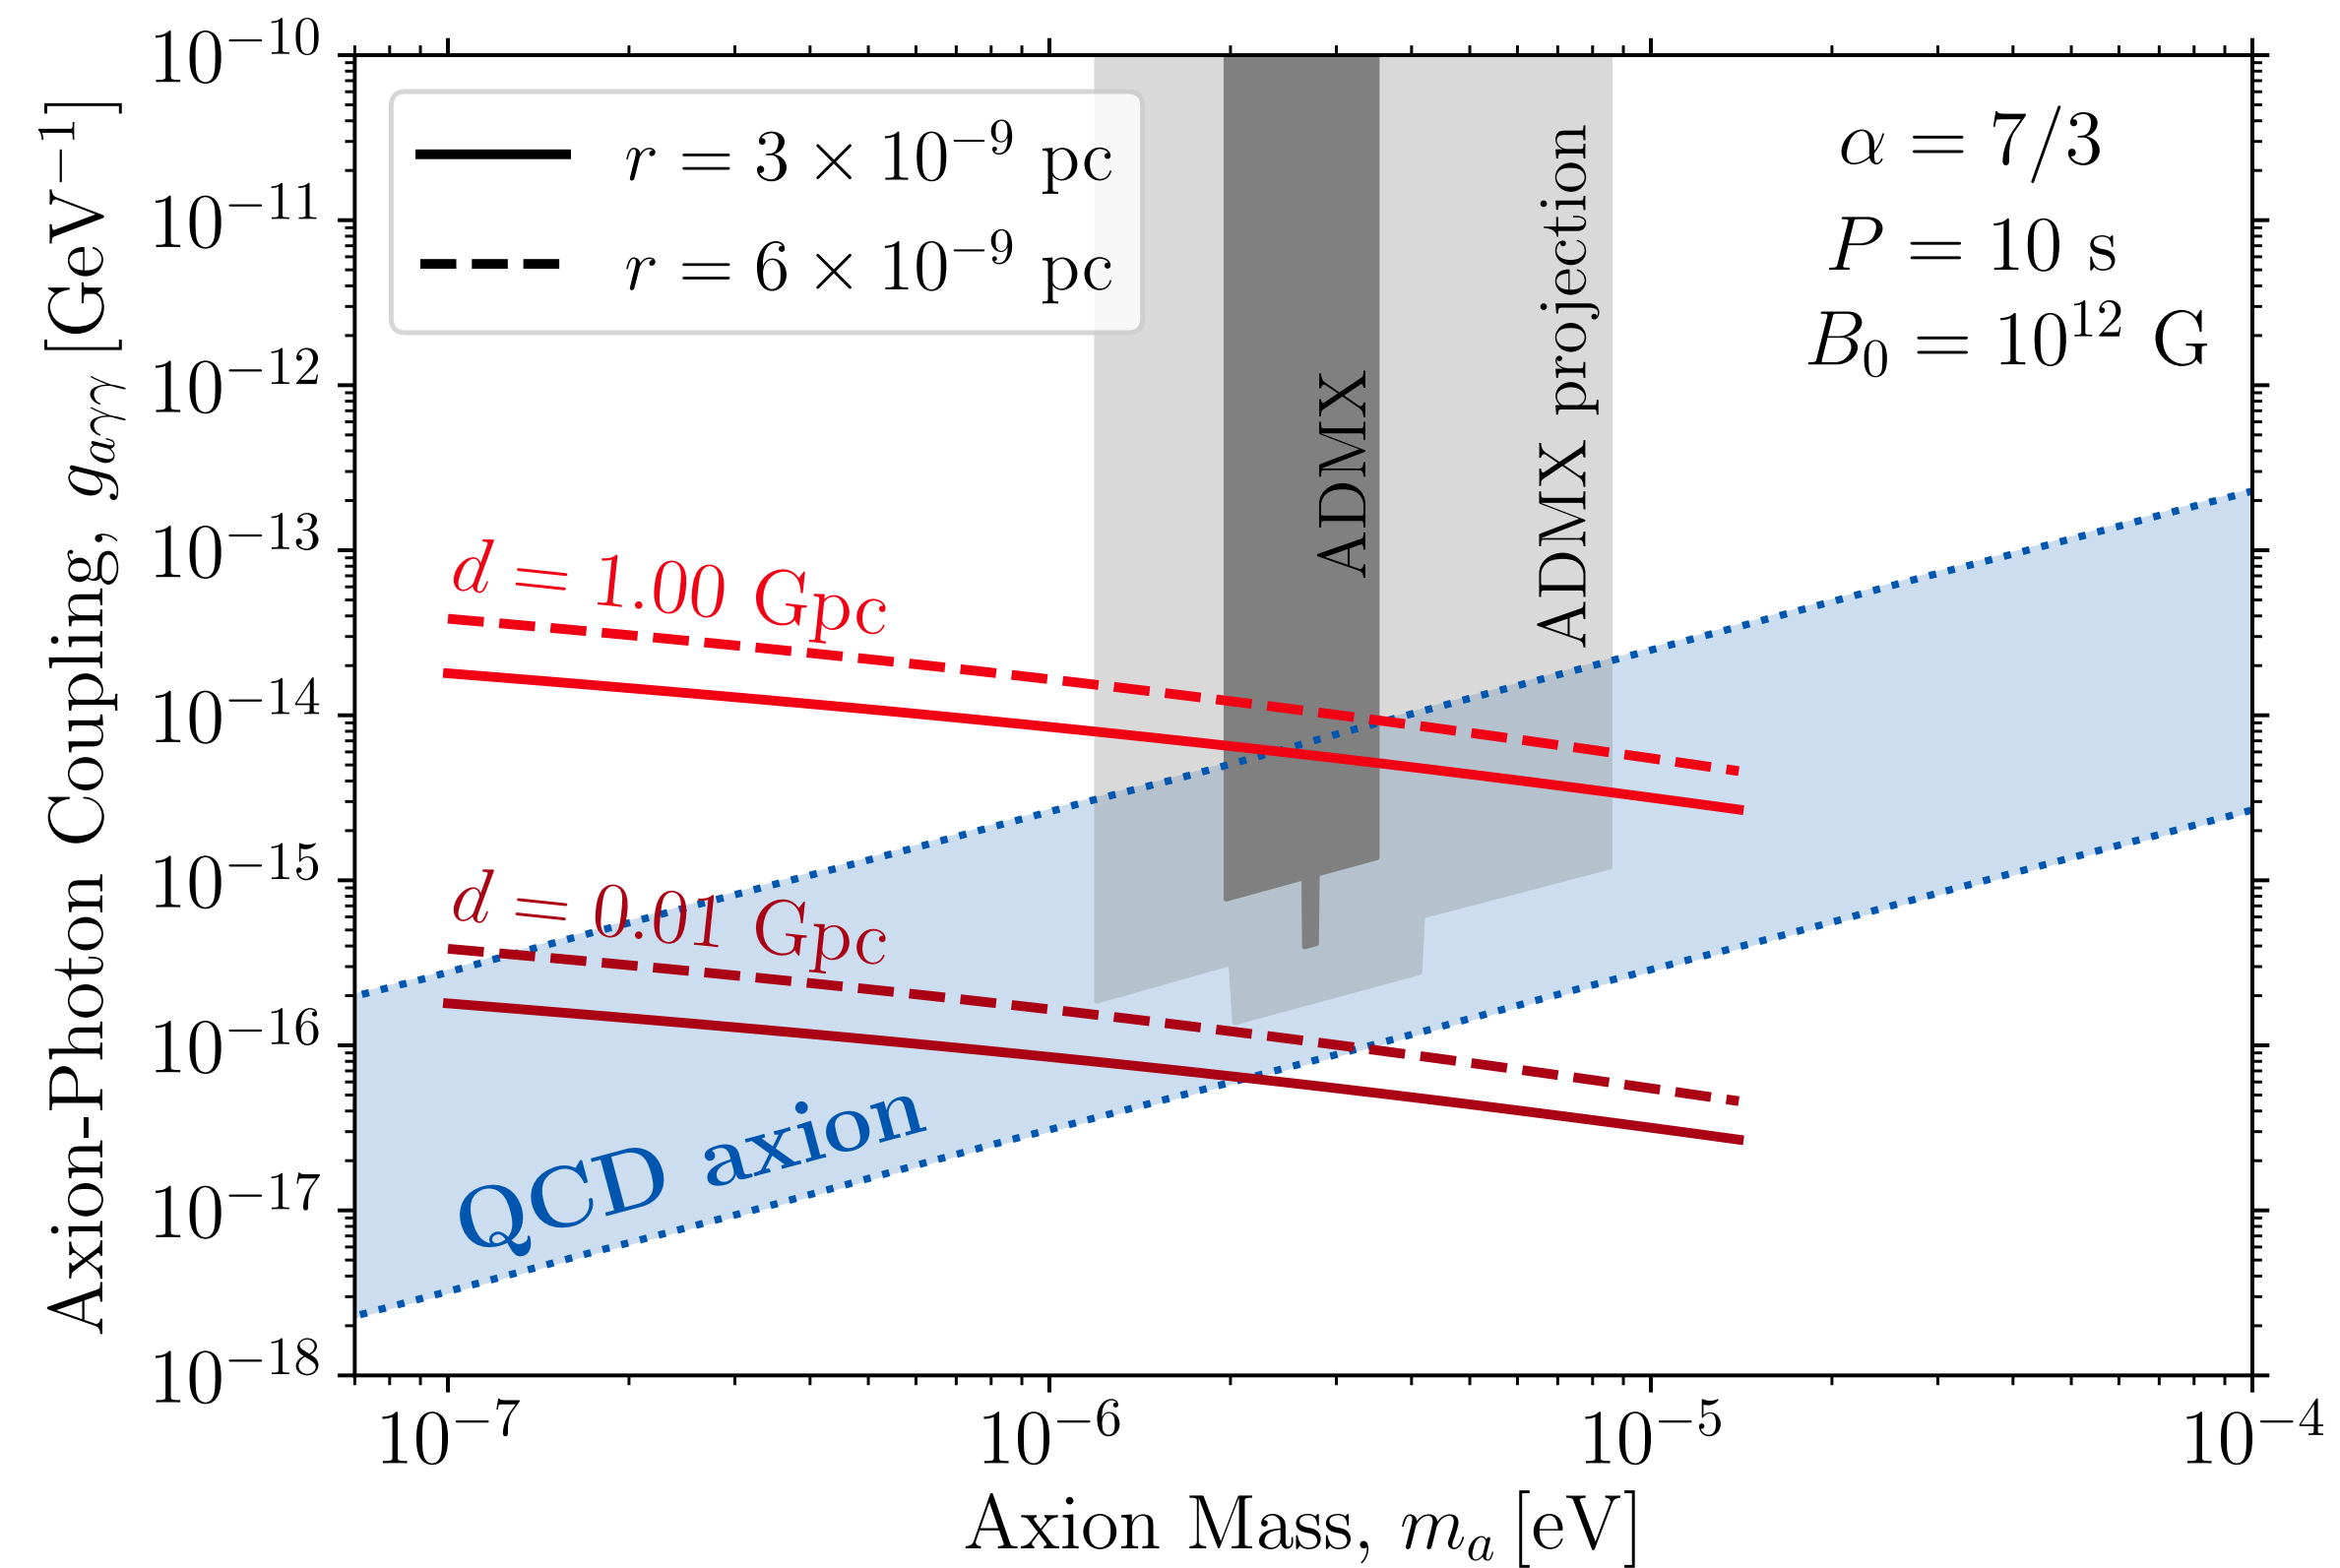 Axion-Photon Coupling, g_{aγγ} [GeV^{-1}]
10^{-10}
10^{-11}
10^{-12}
10^{-13}
10^{-14}
10^{-15}
10^{-16}
10^{-17}
10^{-18}
r = 3 × 10^{-9} pc
r = 6 × 10^{-9} pc
α = 7/3
P = 10 s
B_0 = 10^{12} G
ADMX
ADMX projection
d = 1.00 Gpc
d = 0.01 Gpc
QCD axion
10^{-7}
10^{-6}
10^{-5}
10^{-4}
Axion Mass, m_a [eV]